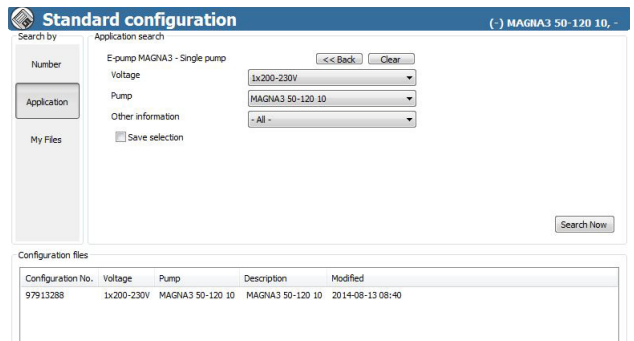 Standard configuration
(-) MAGNA3 50-120 10, -
Search by
Application search
Number
Application
My Files
E-pump MAGNA3 - Single pump
<< Back
Clear
Voltage
1x200-230V
Pump
MAGNA3 50-120 10
Other information
- All -
Save selection
Search Now
Configuration files
Configuration No. Voltage Pump Description Modified
97913288 1x200-230V MAGNA3 50-120 10 MAGNA3 50-120 10 2014-08-13 08:40